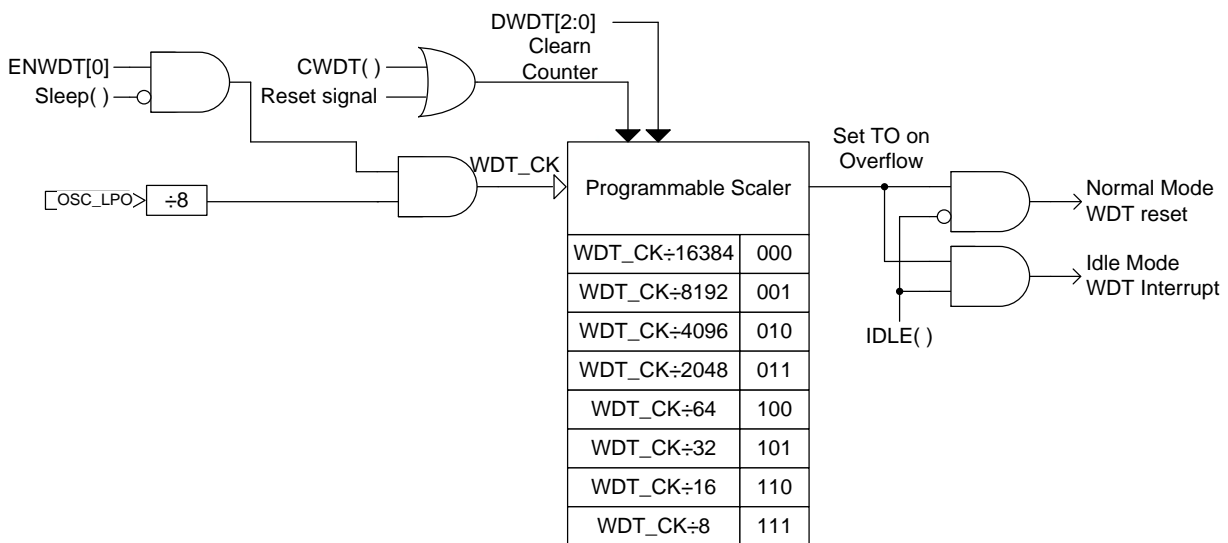 DWDT[2:0]
Clearn
Counter
ENWDT[0]
Sleep( )
CWDT( )
Reset signal
WDT_CK
OSC_LPO
÷8
Programmable Scaler
Set TO on
Overflow
Normal Mode
WDT reset
Idle Mode
WDT Interrupt
IDLE( )
WDT_CK÷16384 000
WDT_CK÷8192 001
WDT_CK÷4096 010
WDT_CK÷2048 011
WDT_CK÷64 100
WDT_CK÷32 101
WDT_CK÷16 110
WDT_CK÷8 111